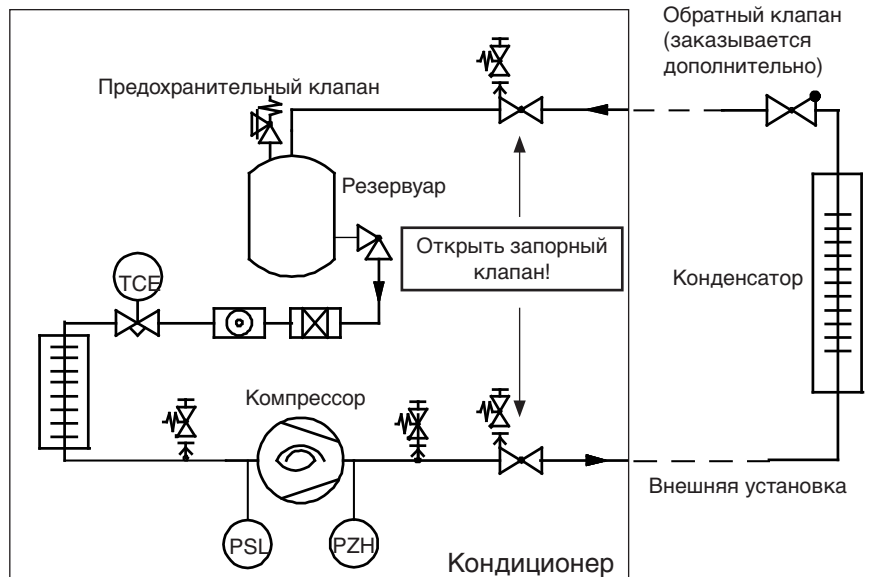 Обратный клапан
(заказывается
дополнительно)
Предохранительный клапан
Резервуар
Открыть запорный
клапан!
Конденсатор
TCE
Компрессор
Внешняя установка
PSL
PZH
Кондиционер